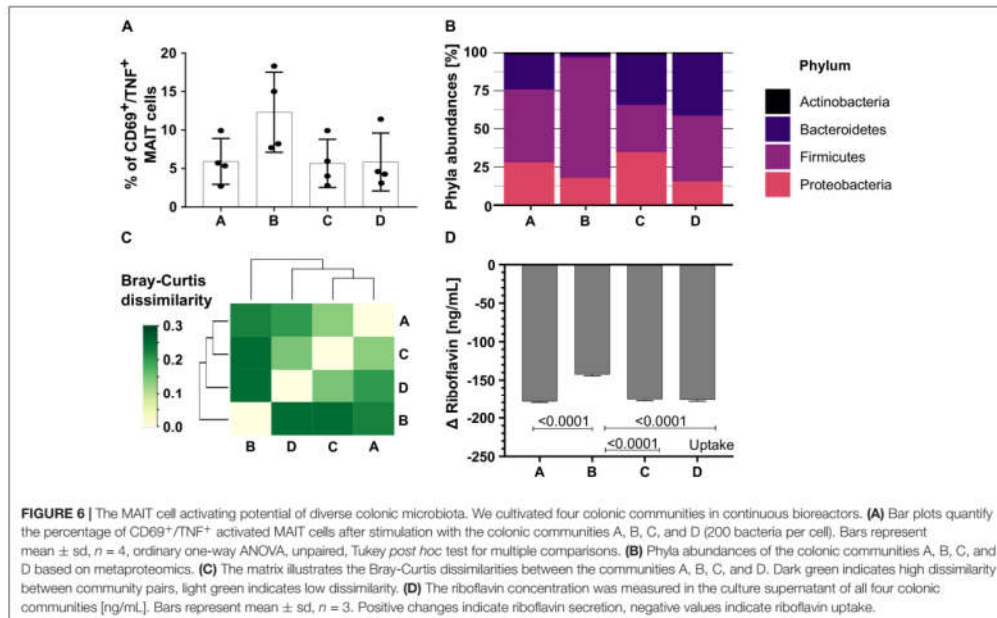 A
% of CD69+/TNF+
MAIT cells
20
15
10
5
0
A B C D
B
Phyla abundances [%]
100
75
50
25
0
A B C D
Phylum
Actinobacteria
Bacteroidetes
Firmicutes
Proteobacteria
C
Bray-Curtis
dissimilarity
0.3
0.2
0.1
0.0
A
C
D
B
B D C A
D
Δ Riboflavin [ng/mL]
0
-50
-100
-150
-200
-250
<0.0001 <0.0001
<0.0001 Uptake
A B C D
FIGURE 6 | The MAIT cell activating potential of diverse colonic microbiota. We cultivated four colonic communities in continuous bioreactors. (A) Bar plots quantify
the percentage of CD69+/TNF+ activated MAIT cells after stimulation with the colonic communities A, B, C, and D (200 bacteria per cell). Bars represent
mean ± sd, n = 4, ordinary one-way ANOVA, unpaired, Tukey post hoc test for multiple comparisons. (B) Phyla abundances of the colonic communities A, B, C, and
D based on metaproteomics. (C) The matrix illustrates the Bray-Curtis dissimilarities between the communities A, B, C, and D. Dark green indicates high dissimilarity
between community pairs, light green indicates low dissimilarity. (D) The riboflavin concentration was measured in the culture supernatant of all four colonic
communities [ng/mL]. Bars represent mean ± sd, n = 3. Positive changes indicate riboflavin secretion, negative values indicate riboflavin uptake.